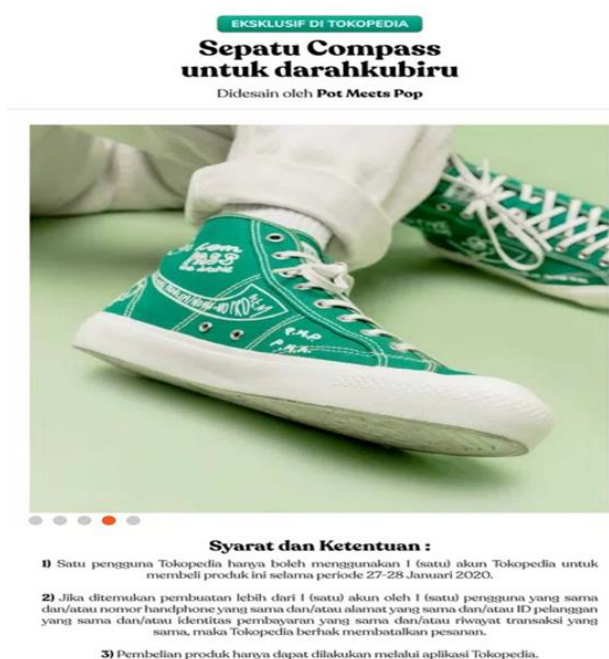 EKSKLUSIF DI TOKOPEDIA
Sepatu Compass
untuk darahkubiru
Didesain oleh Pot Meets Pop
Com
P.M.P
Syarat dan Ketentuan :
1) Satu pengguna Tokopedia hanya boleh menggunakan 1 (satu) akun Tokopedia untuk
membeli produk ini selama periode 27-28 Januari 2020.
2) Jika ditemukan pembuatan lebih dari 1 (satu) akun oleh 1 (satu) pengguna yang sama
dan/atau nomor handphone yang sama dan/atau alamat yang sama dan/atau ID pelanggan
yang sama dan/atau identitas pembayaran yang sama dan/atau riwayat transaksi yang
sama, maka Tokopedia berhak membatalkan pesanan.
3) Pembelian produk hanya dapat dilakukan melalui aplikasi Tokopedia.